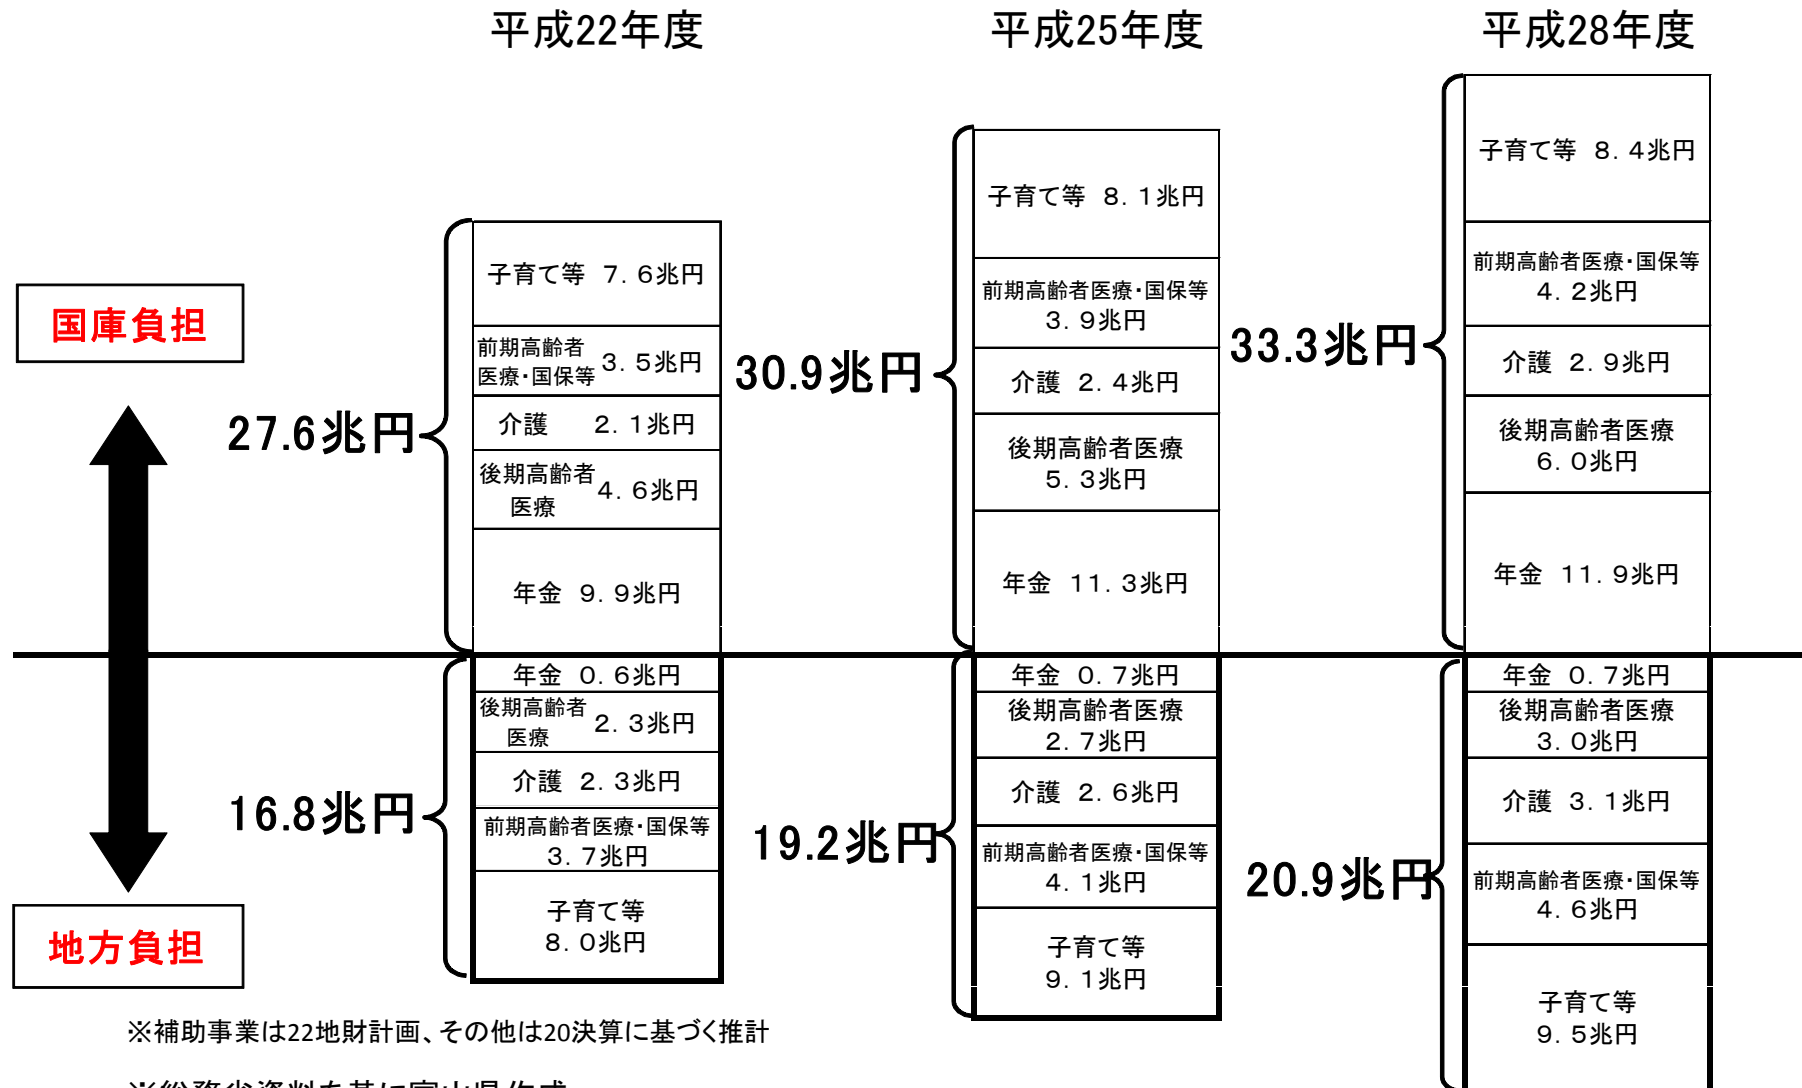 平成22年度
平成25年度
平成28年度
国庫負担
地方負担
27.6兆円
子育て等 7.6兆円
前期高齢者
医療・国保等 3.5兆円
介護 2.1兆円
後期高齢者
医療 4.6兆円
年金 9.9兆円
16.8兆円
年金 0.6兆円
後期高齢者
医療 2.3兆円
介護 2.3兆円
前期高齢者医療・国保等
3.7兆円
子育て等
8.0兆円
30.9兆円
子育て等 8.1兆円
前期高齢者医療・国保等
3.9兆円
介護 2.4兆円
後期高齢者医療
5.3兆円
年金 11.3兆円
19.2兆円
年金 0.7兆円
後期高齢者医療
2.7兆円
介護 2.6兆円
前期高齢者医療・国保等
4.1兆円
子育て等
9.1兆円
33.3兆円
子育て等 8.4兆円
前期高齢者医療・国保等
4.2兆円
介護 2.9兆円
後期高齢者医療
6.0兆円
年金 11.9兆円
20.9兆円
年金 0.7兆円
後期高齢者医療
3.0兆円
介護 3.1兆円
前期高齢者医療・国保等
4.6兆円
子育て等
9.5兆円
※補助事業は22地財計画、その他は20決算に基づく推計